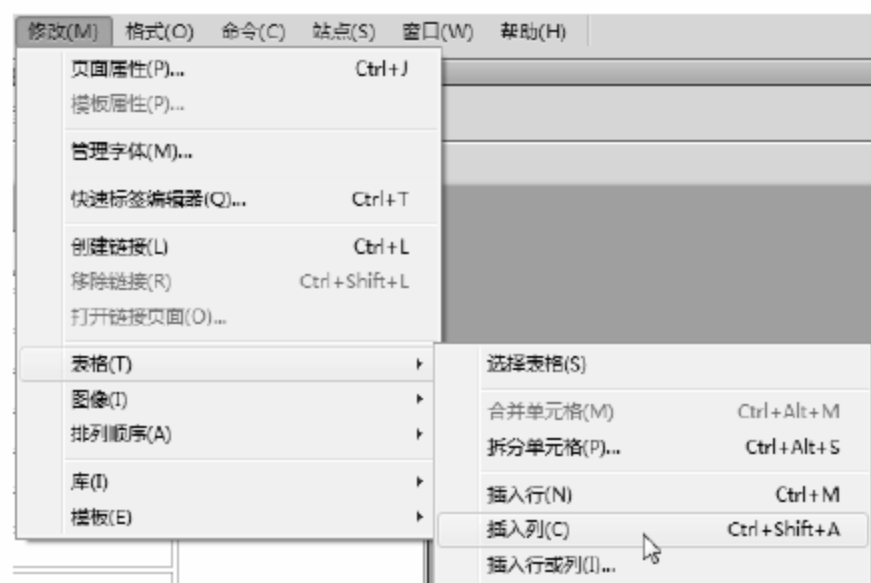 修改(M) 格式(O) 命令(C) 站点(S) 窗口(W) 帮助(H)
页面属性(P)... Ctrl+J
模板属性(P)...
管理字体(M)...
快速标签编辑器(Q)... Ctrl+T
创建链接(L) Ctrl+L
移除链接(R) Ctrl+Shift+L
打开链接页面(O)...
表格(T)
图像(I)
排列顺序(A)
库(I)
模板(E)
选择表格(S)
合并单元格(M) Ctrl+Alt+M
拆分单元格(P)... Ctrl+Alt+S
插入行(N) Ctrl+M
插入列(C) Ctrl+Shift+A
插入行或列(I)...